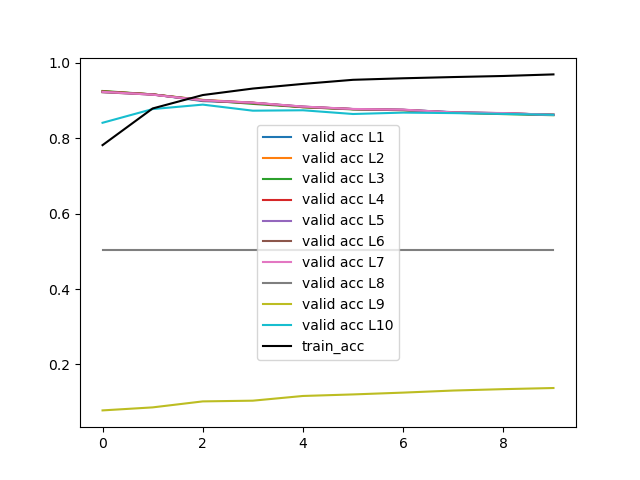 1.0
0.8
0.6
0.4
0.2
0 2 4 6 8
valid acc L1
valid acc L2
valid acc L3
valid acc L4
valid acc L5
valid acc L6
valid acc L7
valid acc L8
valid acc L9
valid acc L10
train_acc